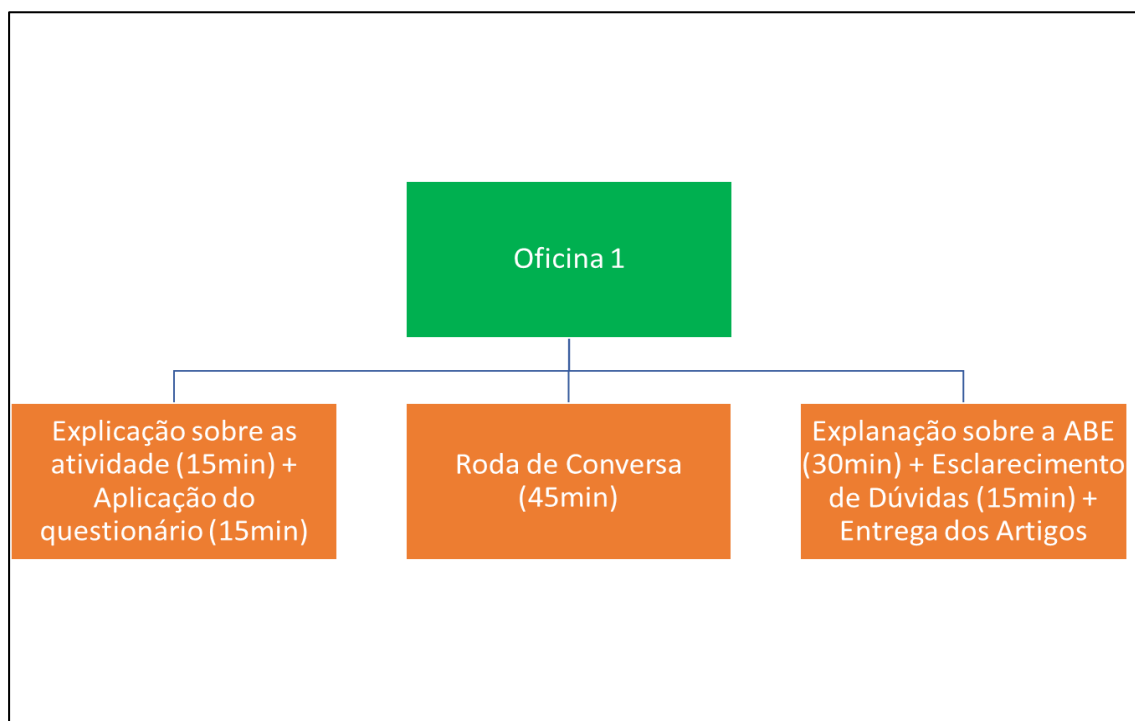 Oficina 1
Explicação sobre as
atividade (15min) +
Aplicação do
questionário (15min)
Roda de Conversa
(45min)
Explanação sobre a ABE
(30min) + Esclarecimento
de Dúvidas (15min) +
Entrega dos Artigos